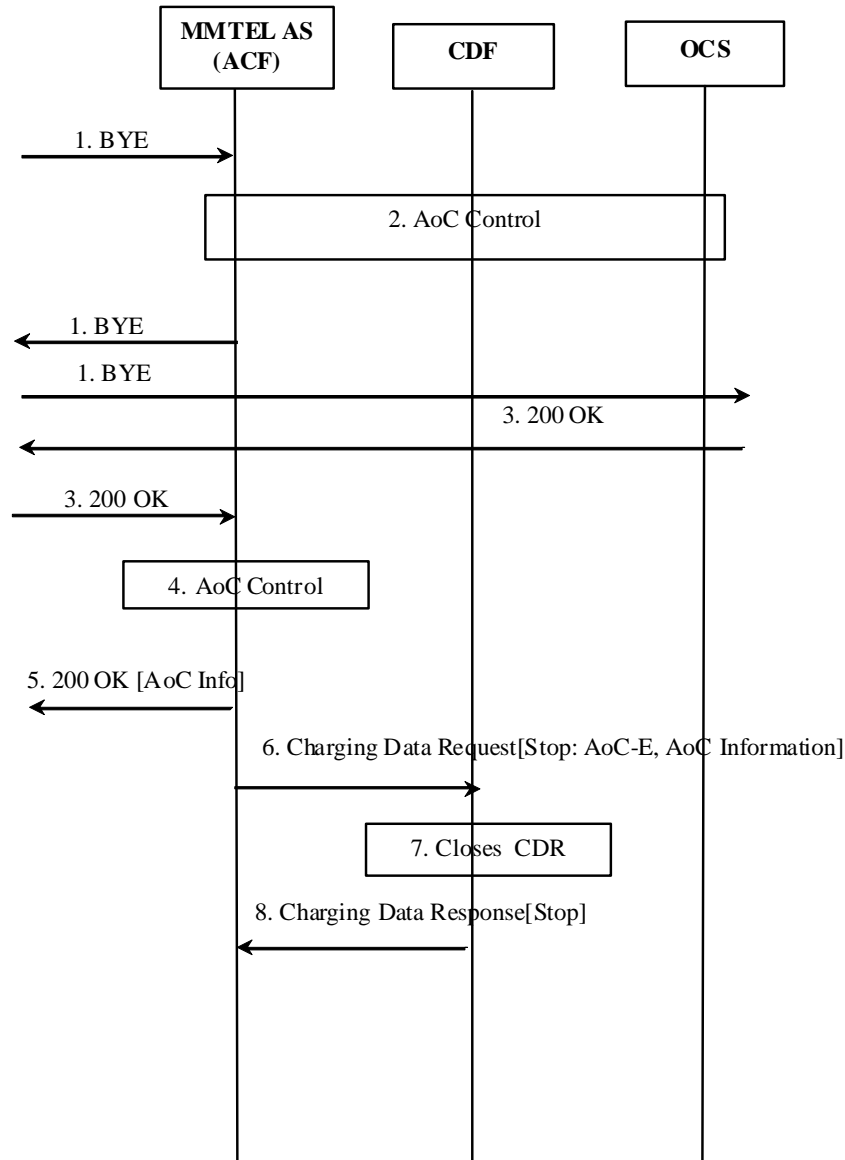 MMTEL AS
(ACF)
CDF
OCS
1. BYE
2. AoC Control
1. BYE
1. BYE
3. 200 OK
3. 200 OK
4. AoC Control
5. 200 OK [AoC Info]
6. Charging Data Request[Stop: AoC-E, AoC Information]
7. Closes CDR
8. Charging Data Response[Stop]